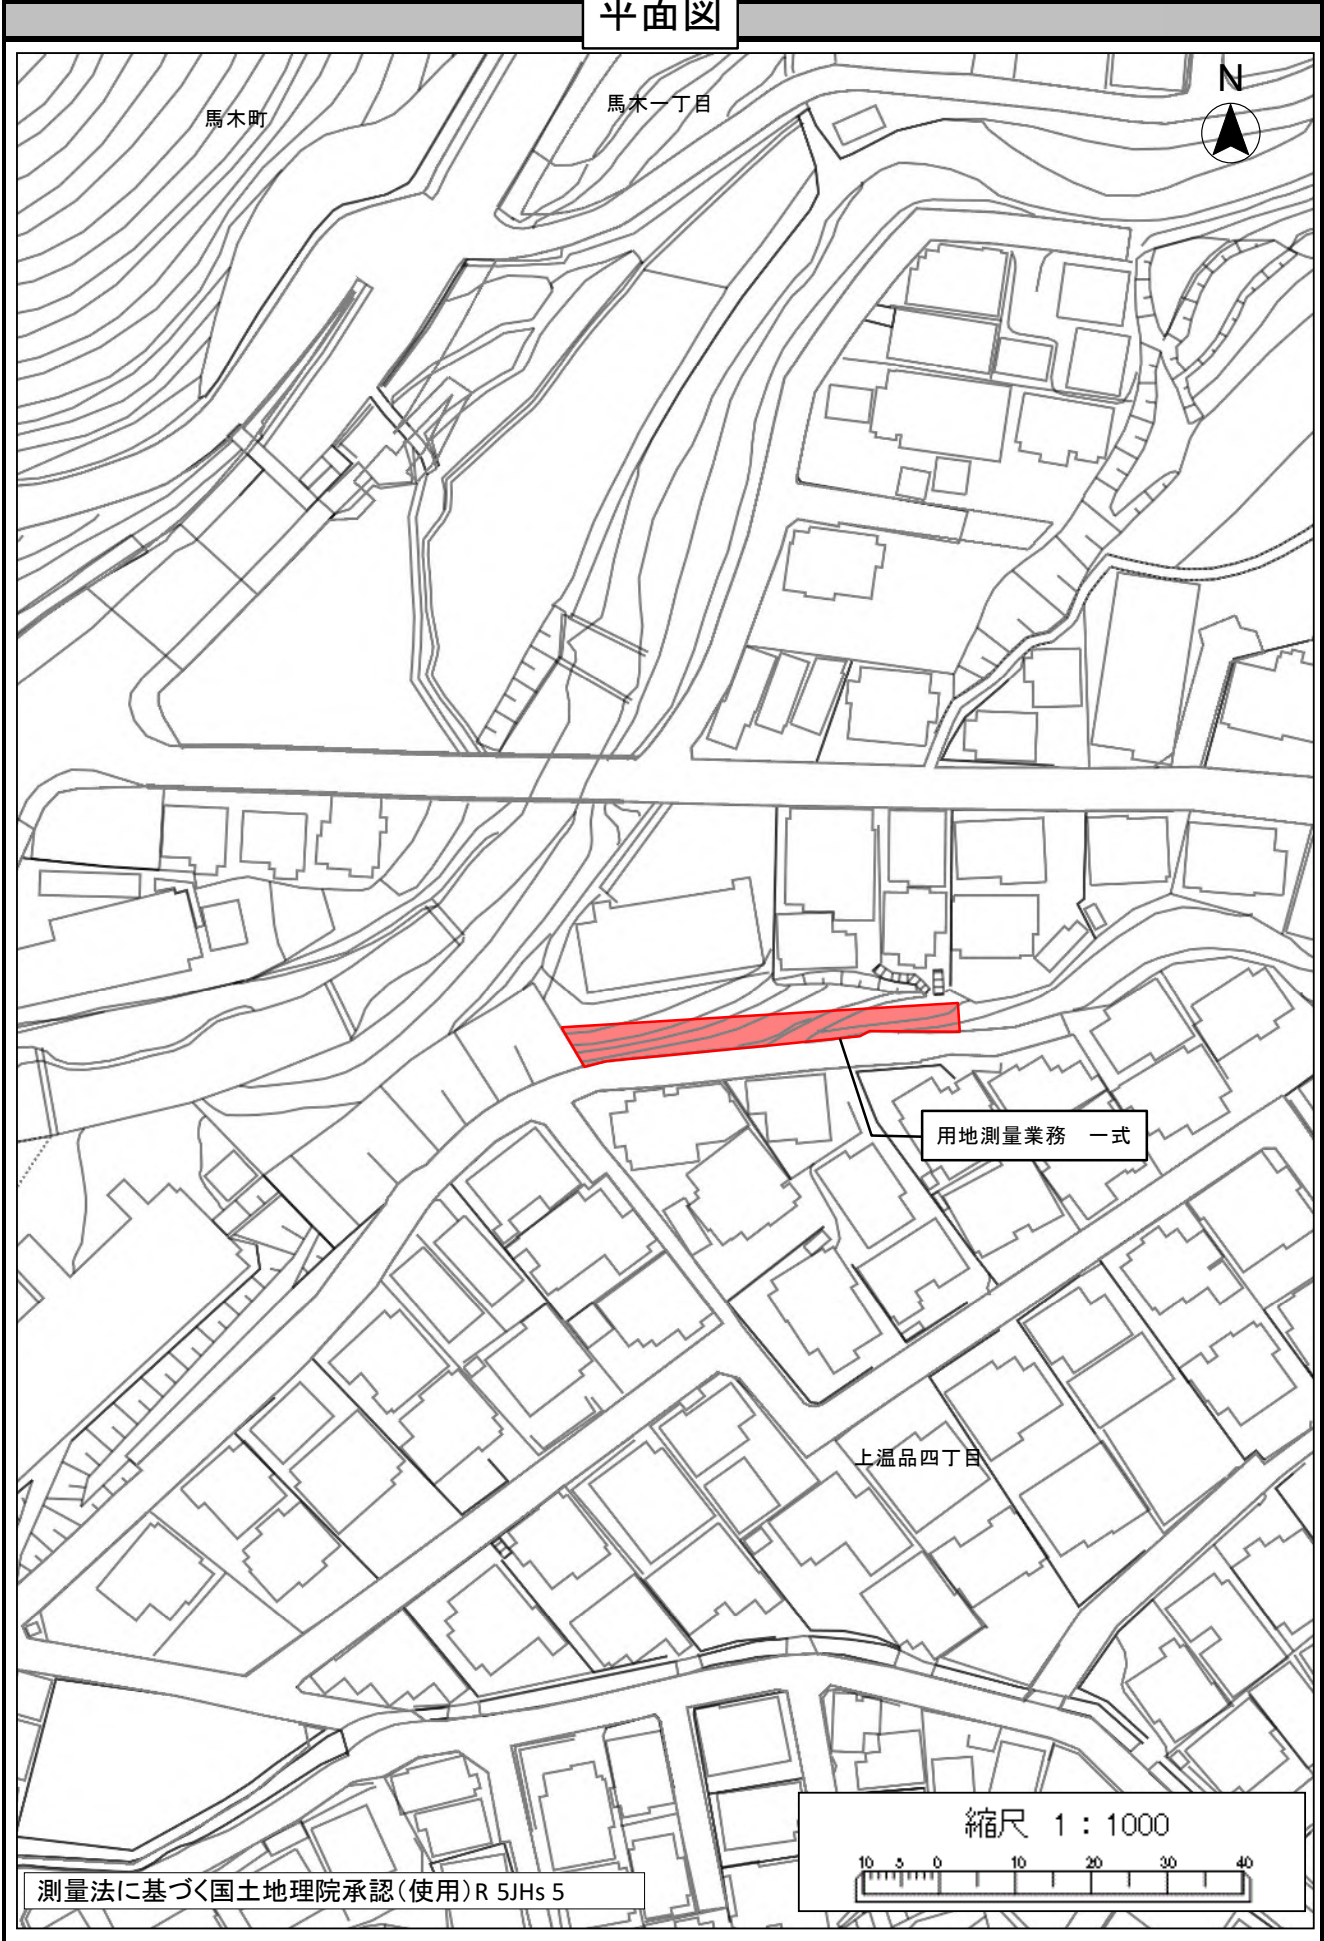 平面図
馬木一丁目
馬木町
N
用地測量業務　一式
上温品四丁目
縮尺 1：1000
10 5 0 10 20 30 40
測量法に基づく国土地理院承認（使用）R 5JHs 5